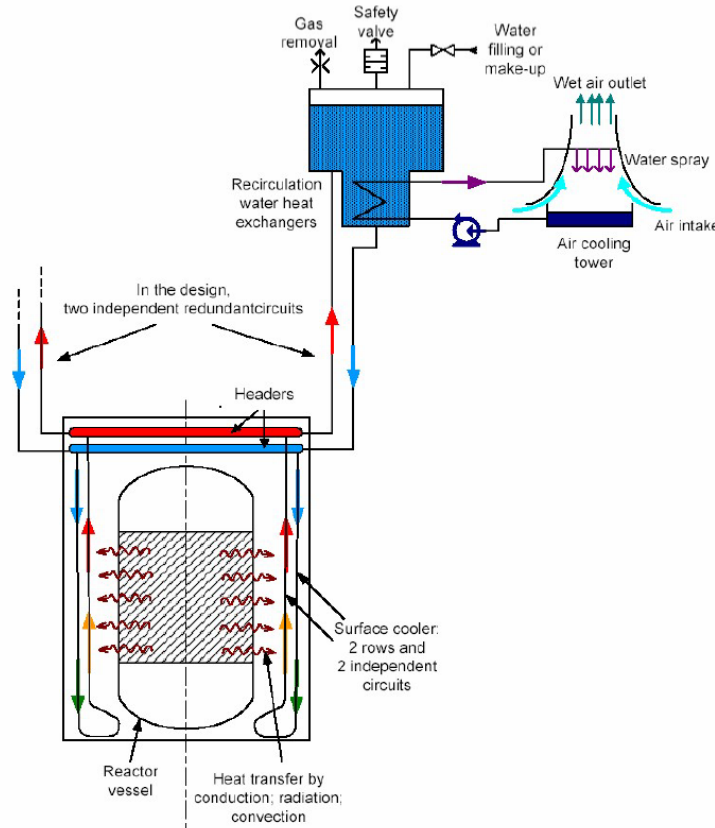 Gas
removal
Safety
valve
Water
filling or
make-up
Wet air outlet
Water spray
Recirculation
water heat
exchangers
Air intake
Air cooling
tower
In the design,
two independent redundantcircuits
Headers
Surface cooler:
2 rows and
2 independent
circuits
Reactor
vessel
Heat transfer by
conduction; radiation;
convection